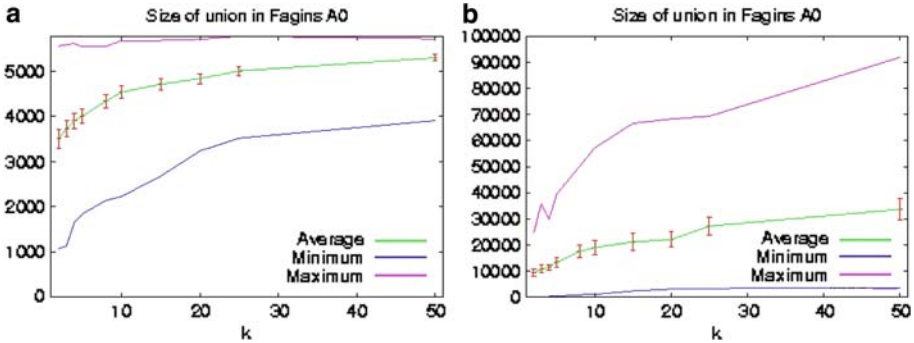 a
Size of union in Fagins A0
5000
4000
3000
2000
1000
0
10 20 30 40 50
k
Average
Minimum
Maximum
b
Size of union in Fagins A0
100000
90000
80000
70000
60000
50000
40000
30000
20000
10000
0
10 20 30 40 50
k
Average
Minimum
Maximum